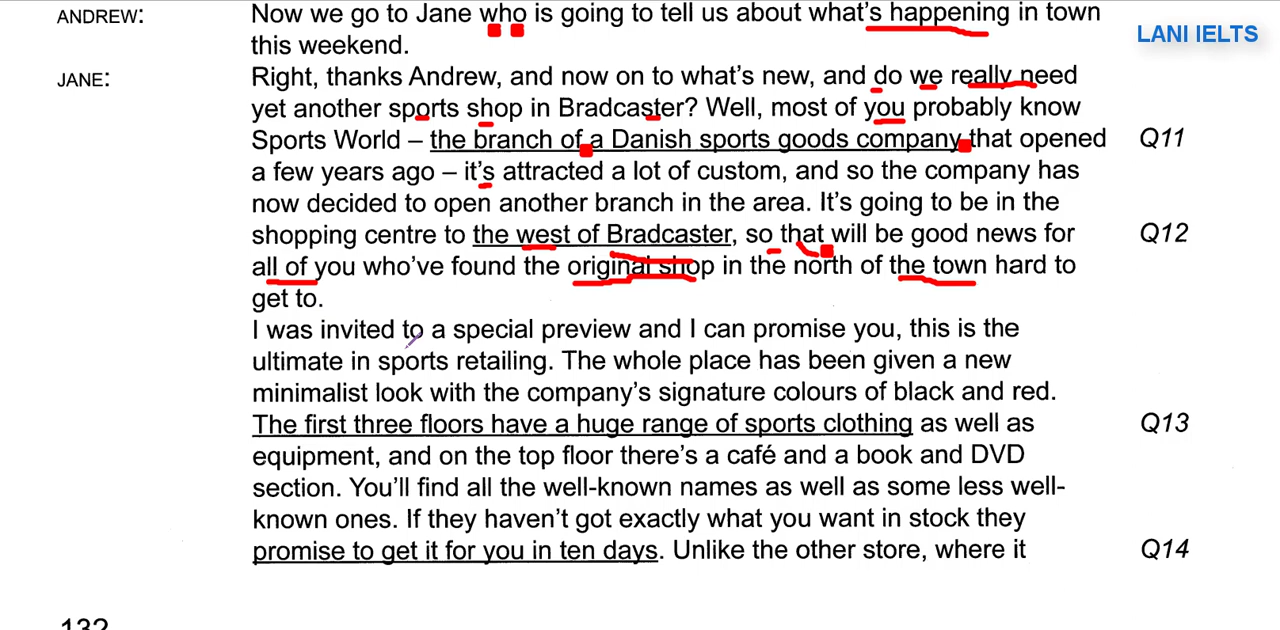 ANDREW: Now we go to Jane who is going to tell us about what's happening in town
this weekend.
LANI IELTS
JANE: Right, thanks Andrew, and now on to what's new, and do we really need
yet another sports shop in Bradcaster? Well, most of you probably know
Sports World – the branch of a Danish sports goods company that opened Q11
a few years ago – it's attracted a lot of custom, and so the company has
now decided to open another branch in the area. It's going to be in the
shopping centre to the west of Bradcaster, so that will be good news for Q12
all of you who've found the original shop in the north of the town hard to
get to.
I was invited to a special preview and I can promise you, this is the
ultimate in sports retailing. The whole place has been given a new
minimalist look with the company's signature colours of black and red.
The first three floors have a huge range of sports clothing as well as Q13
equipment, and on the top floor there's a café and a book and DVD
section. You'll find all the well-known names as well as some less well-
known ones. If they haven't got exactly what you want in stock they
promise to get it for you in ten days. Unlike the other store, where it Q14
132